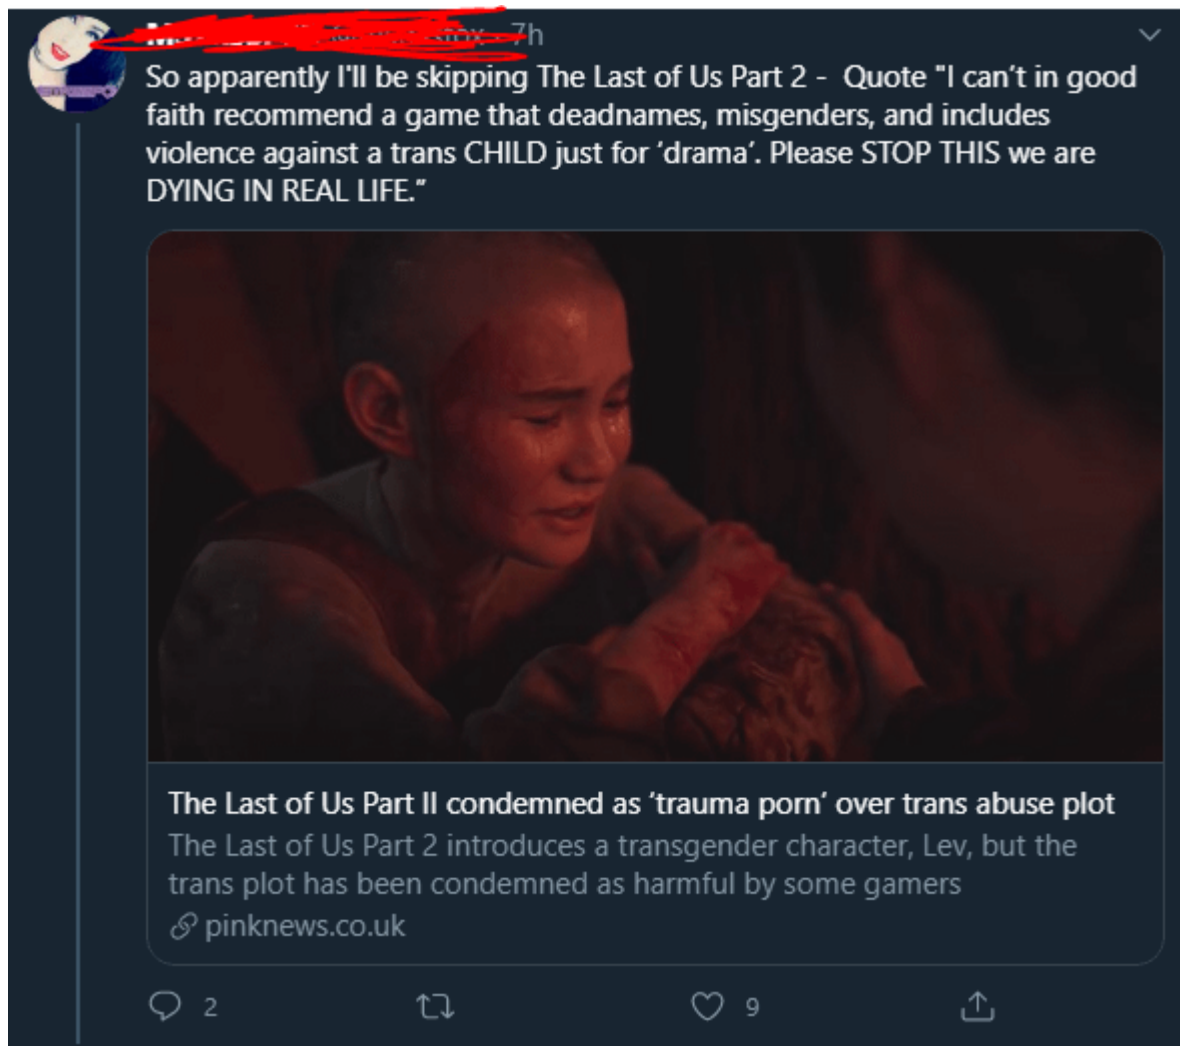 7h
So apparently I'll be skipping The Last of Us Part 2 - Quote "I can't in good
faith recommend a game that deadnames, misgenders, and includes
violence against a trans CHILD just for 'drama'. Please STOP THIS we are
DYING IN REAL LIFE."
The Last of Us Part II condemned as 'trauma porn' over trans abuse plot
The Last of Us Part 2 introduces a transgender character, Lev, but the
trans plot has been condemned as harmful by some gamers
pinknews.co.uk
2 9